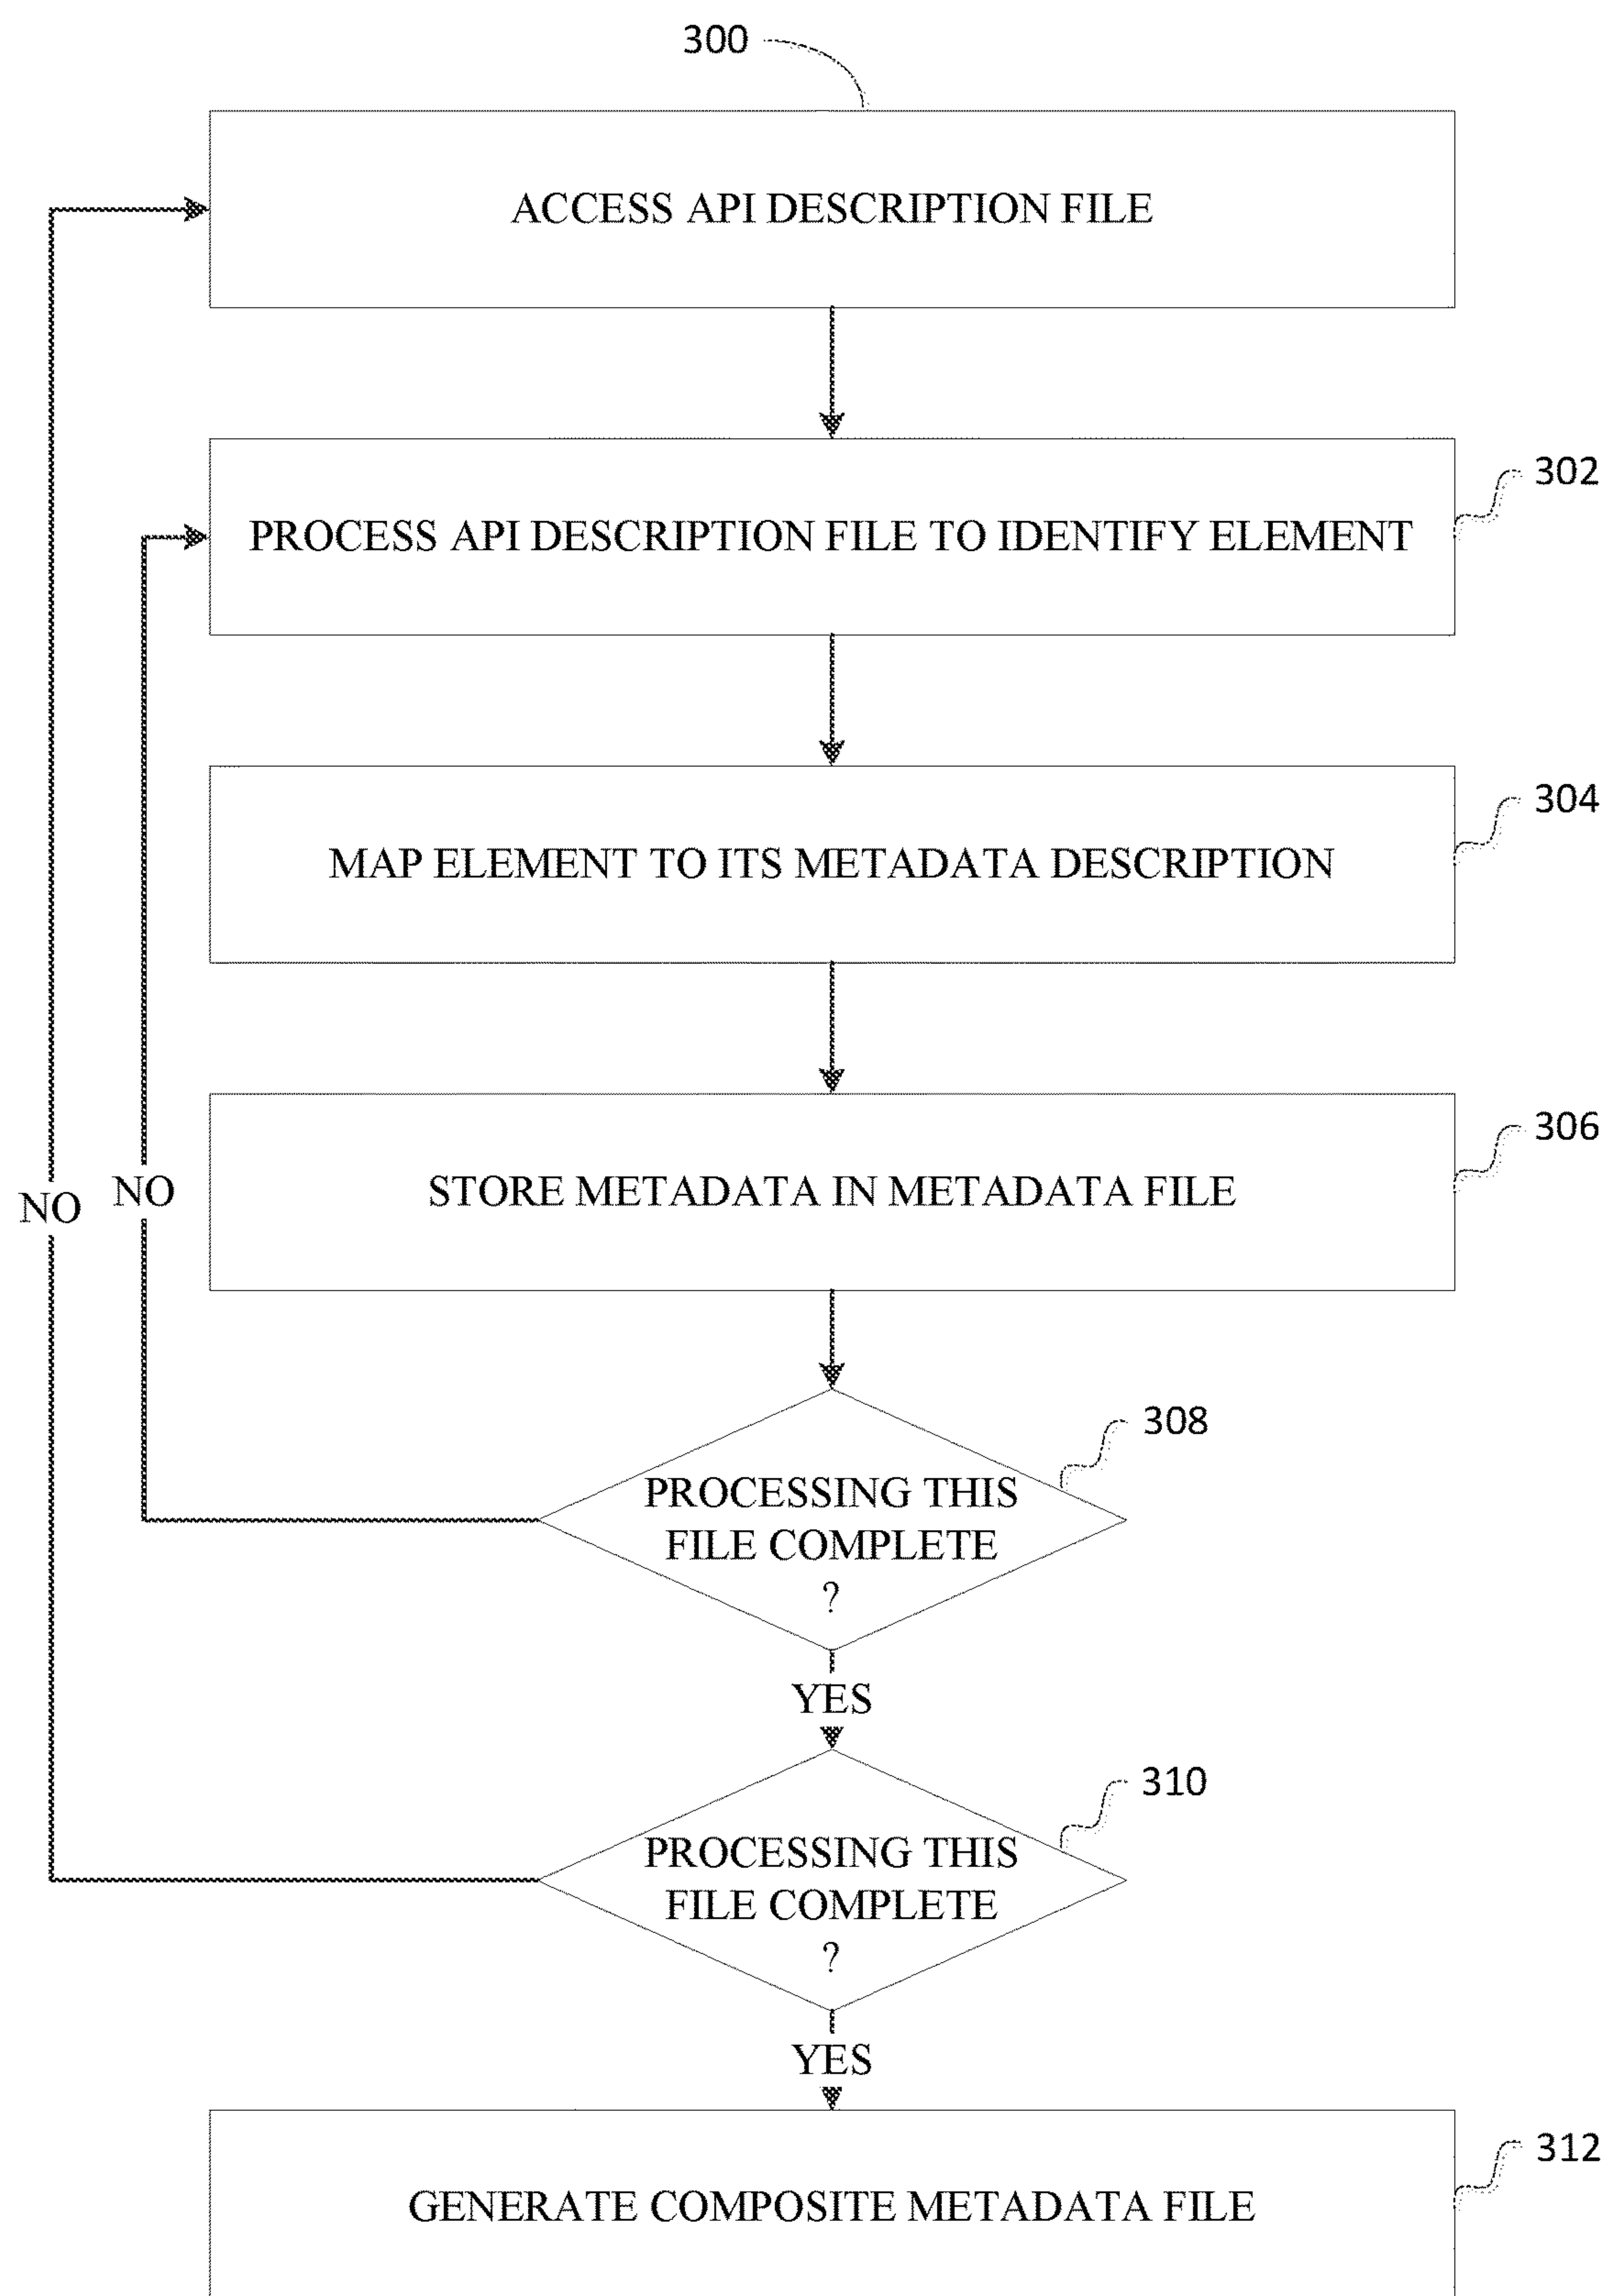 300
ACCESS API DESCRIPTION FILE
302
PROCESS API DESCRIPTION FILE TO IDENTIFY ELEMENT
304
MAP ELEMENT TO ITS METADATA DESCRIPTION
306
STORE METADATA IN METADATA FILE
NO
NO
308
PROCESSING THIS
FILE COMPLETE
?
YES
310
PROCESSING THIS
FILE COMPLETE
?
YES
312
GENERATE COMPOSITE METADATA FILE